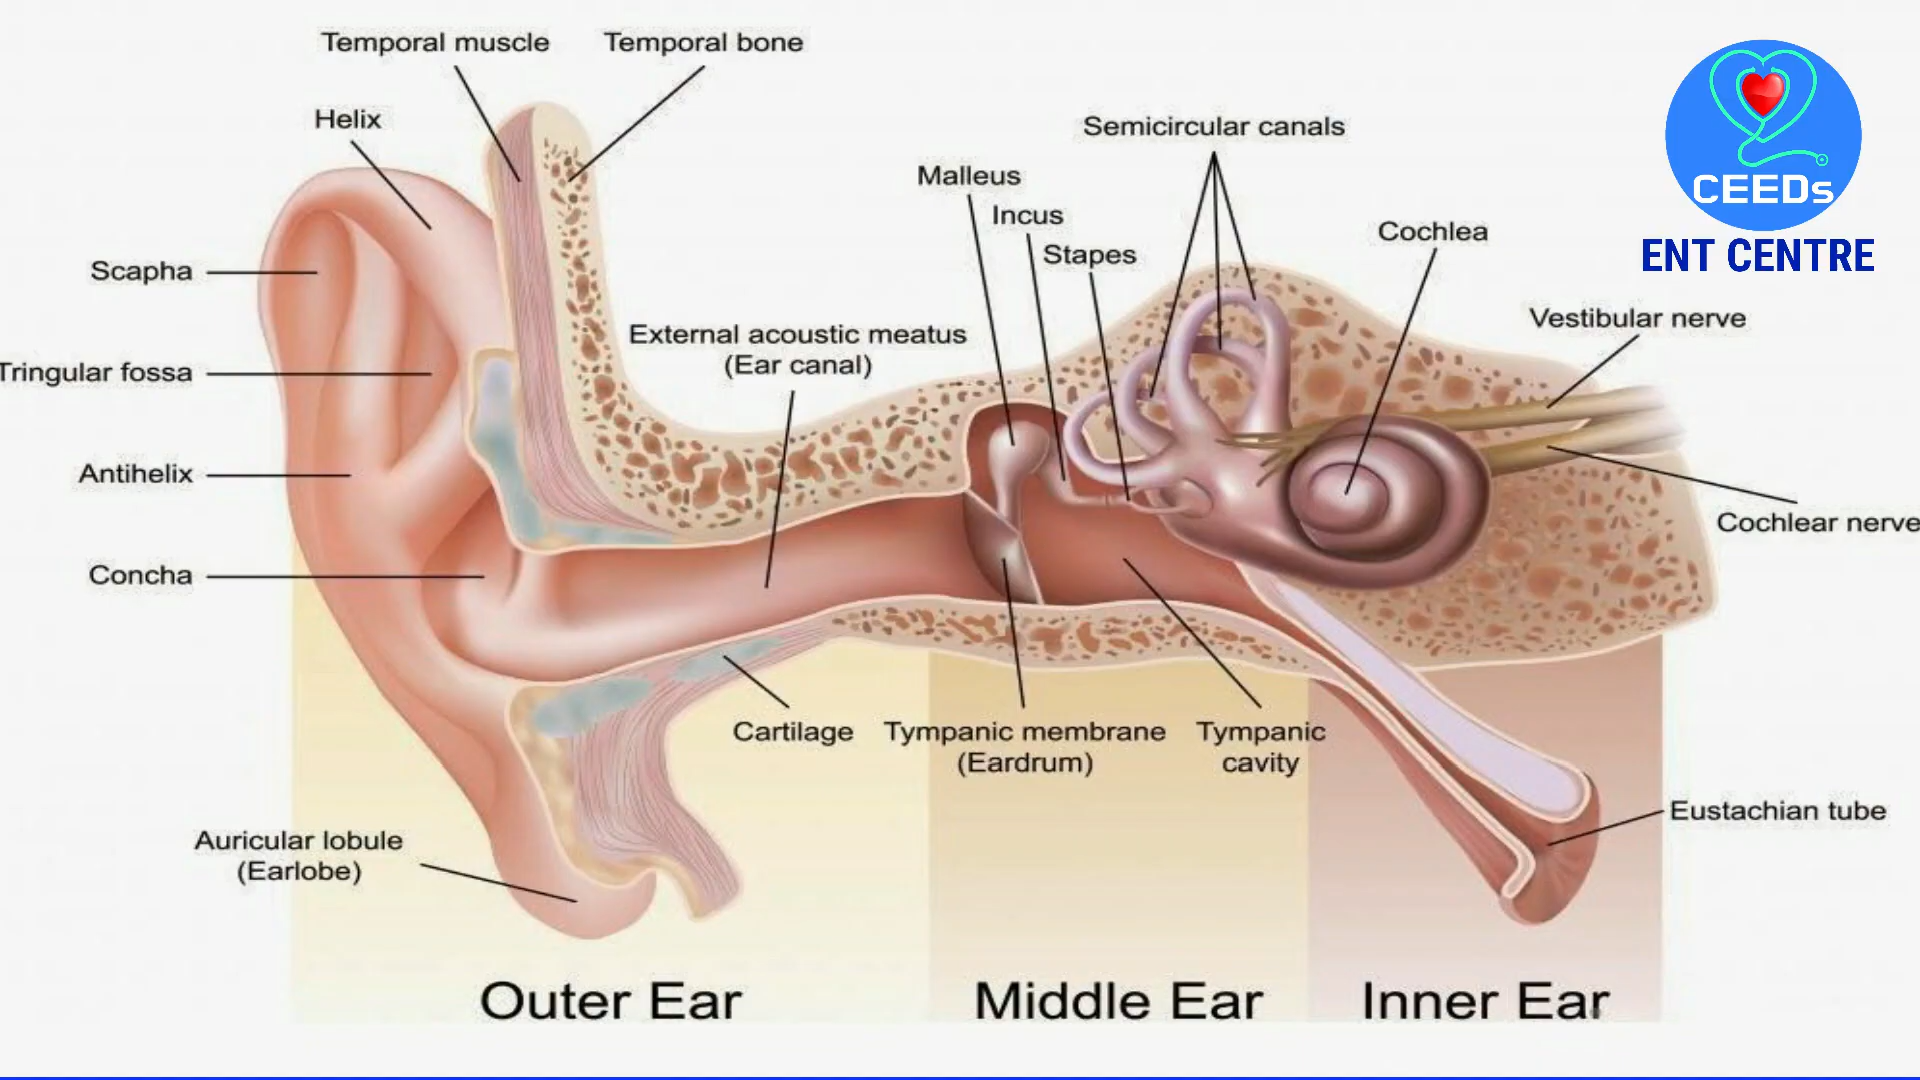 Temporal muscle
Temporal bone
Helix
Semicircular canals
Malleus
Incus
Stapes
Cochlea
CEEDs
ENT CENTRE
Scapha
Vestibular nerve
External acoustic meatus
(Ear canal)
Tringular fossa
Antihelix
Cochlear nerve
Concha
Cartilage
Tympanic membrane
(Eardrum)
Tympanic
cavity
Eustachian tube
Auricular lobule
(Earlobe)
Outer Ear
Middle Ear
Inner Ear